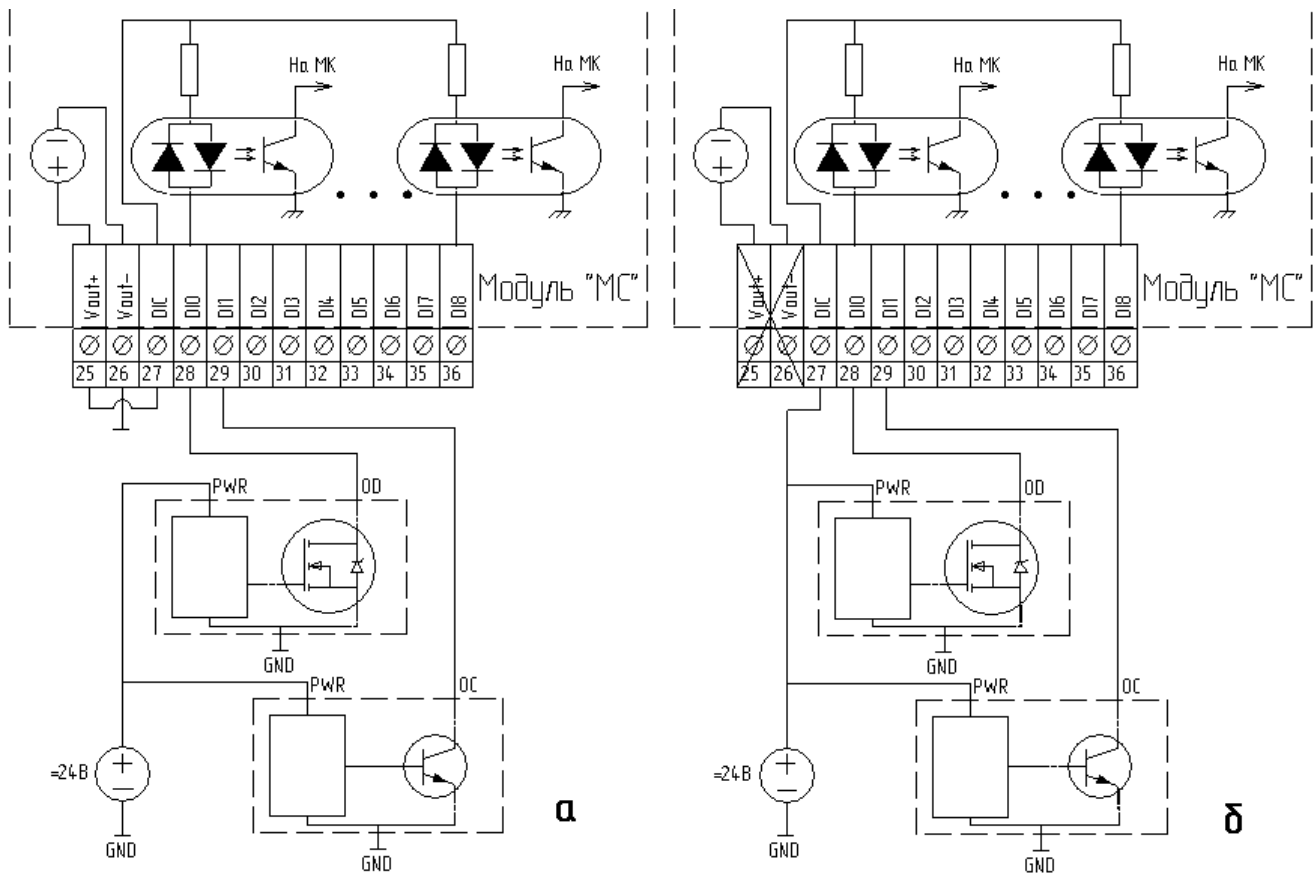 На МК
На МК
Vout+
Vout-
DIC
DI0
DI1
DI2
DI3
DI4
DI5
DI6
DI7
DI8
Модуль "МС"
25
26
27
28
29
30
31
32
33
34
35
36
PWR
OD
GND
PWR
OC
=24В
GND
GND
а
На МК
На МК
Vout+
Vout-
DIC
DI0
DI1
DI2
DI3
DI4
DI5
DI6
DI7
DI8
Модуль "МС"
25
26
27
28
29
30
31
32
33
34
35
36
PWR
OD
GND
PWR
OC
=24В
GND
GND
б